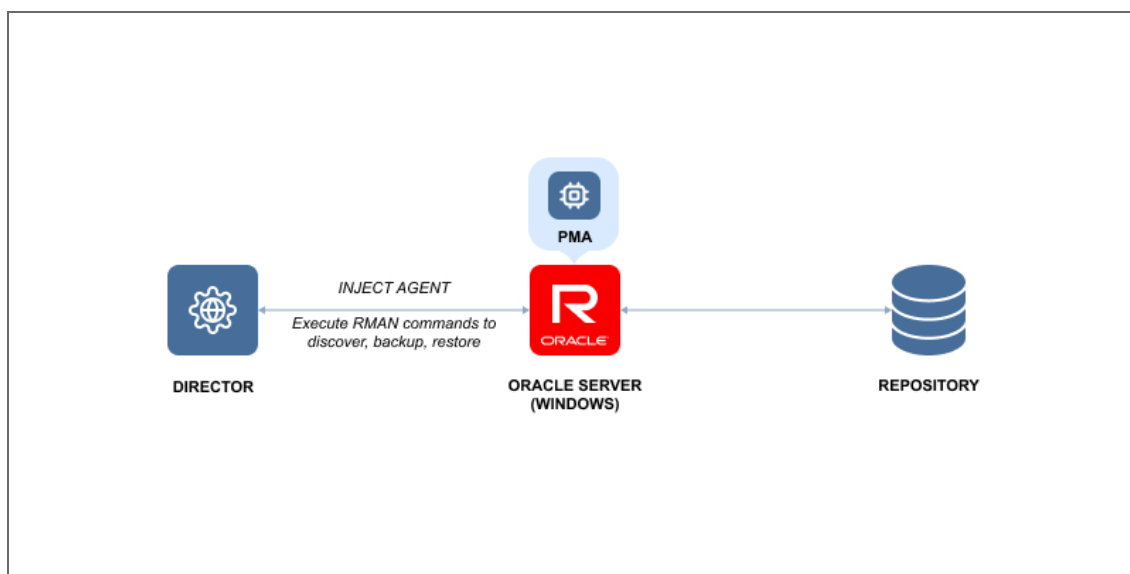 PMA
INJECT AGENT
Execute RMAN commands to
discover, backup, restore
R
ORACLE
DIRECTOR
ORACLE SERVER
(WINDOWS)
REPOSITORY